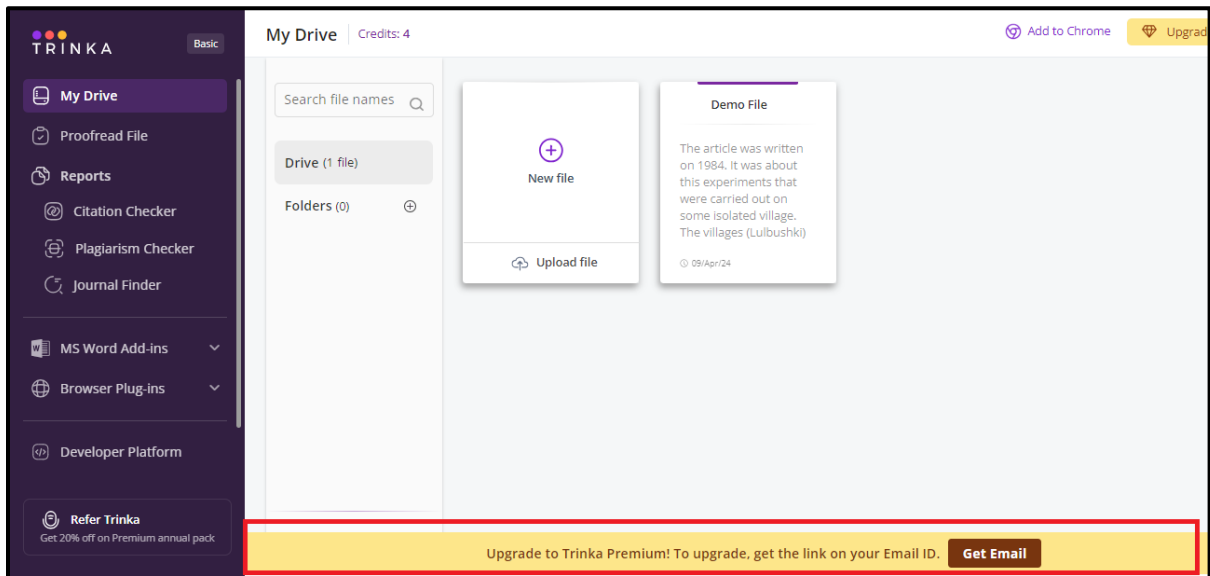 TRINKA
Basic
My Drive
Proofread File
Reports
Citation Checker
Plagiarism Checker
Journal Finder
MS Word Add-ins
Browser Plug-ins
Developer Platform
Refer Trinka
Get 20% off on Premium annual pack
My Drive
Credits: 4
Add to Chrome
Upgrad
Search file names
Drive (1 file)
Folders (0)
New file
Upload file
Demo File
The article was written
on 1984. It was about
this experiments that
were carried out on
some isolated village.
The villages (Lulbushki)
09/Apr/24
Upgrade to Trinka Premium! To upgrade, get the link on your Email ID.
Get Email